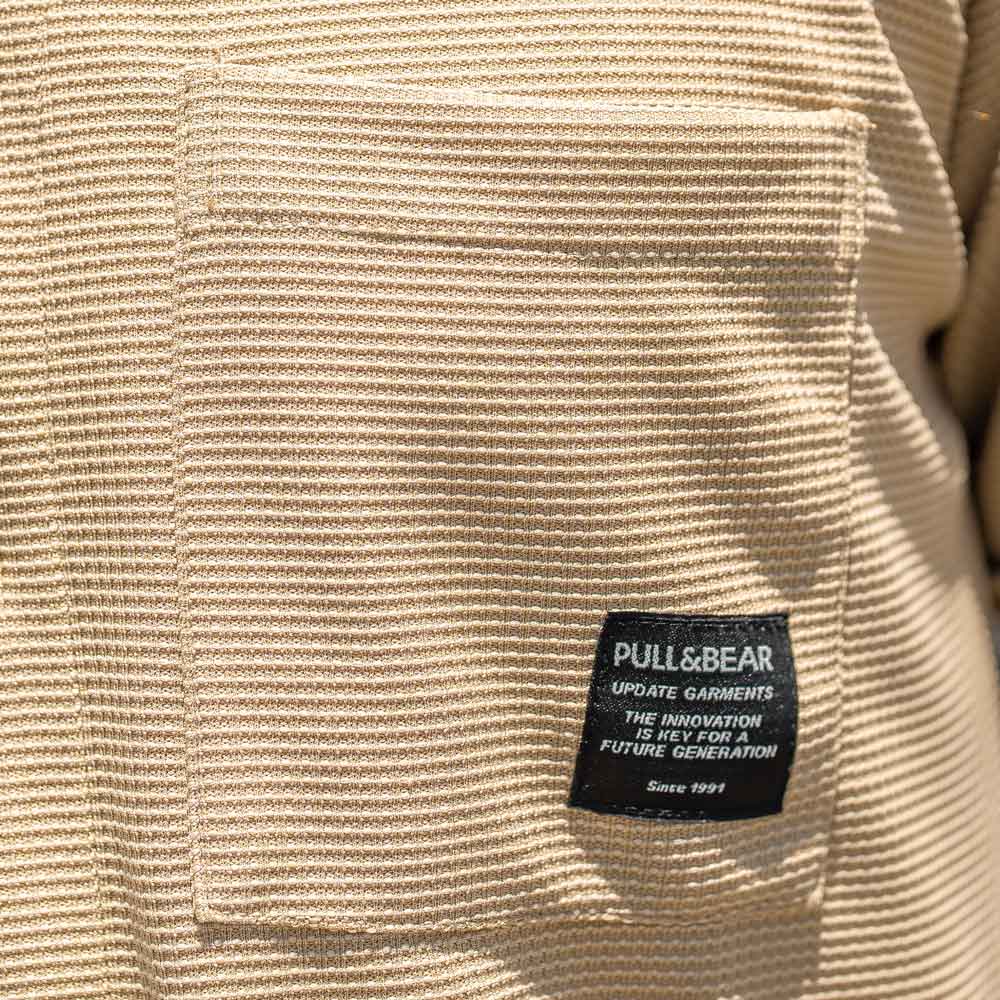 PULL&BEAR
UPDATE GARMENTS
THE INNOVATION
IS KEY FOR A
FUTURE GENERATION
Since 1991